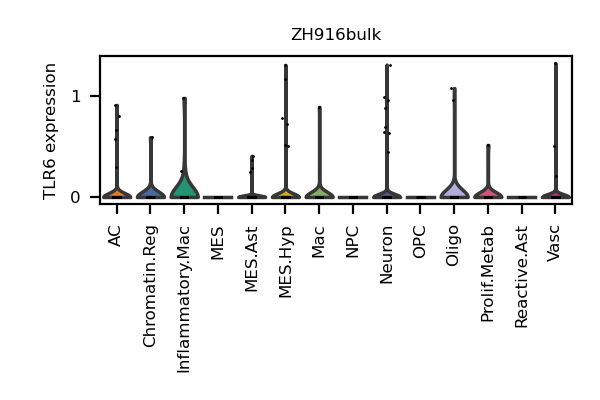 ZH916bulk
TLR6 expression
1
0
AC
Chromatin.Reg
Inflammatory.Mac
MES
MES.Ast
MES.Hyp
Mac
NPC
Neuron
OPC
Oligo
Prolif.Metab
Reactive.Ast
Vasc